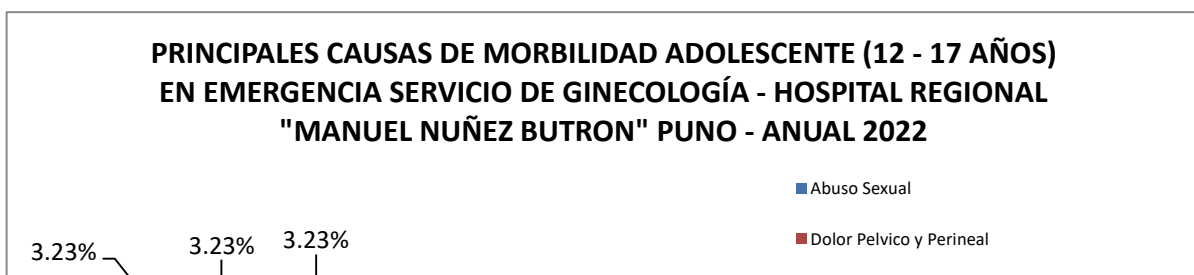 PRINCIPALES CAUSAS DE MORBILIDAD ADOLESCENTE (12 - 17 AÑOS)
EN EMERGENCIA SERVICIO DE GINECOLOGÍA - HOSPITAL REGIONAL
"MANUEL NUÑEZ BUTRON" PUNO - ANUAL 2022
Abuso Sexual
3.23% 3.23% 3.23%
Dolor Pelvico y Perineal